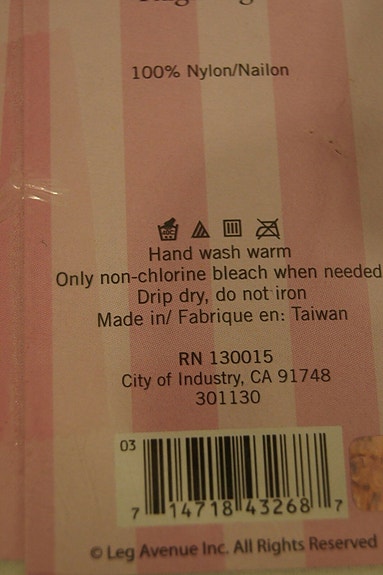 100% Nylon/Nailon
Hand wash warm
Only non-chlorine bleach when needed
Drip dry, do not iron
Made in/ Fabrique en: Taiwan
RN 130015
City of Industry, CA 91748
301130
03
7 14718 43268 7
© Leg Avenue Inc. All Rights Reserved